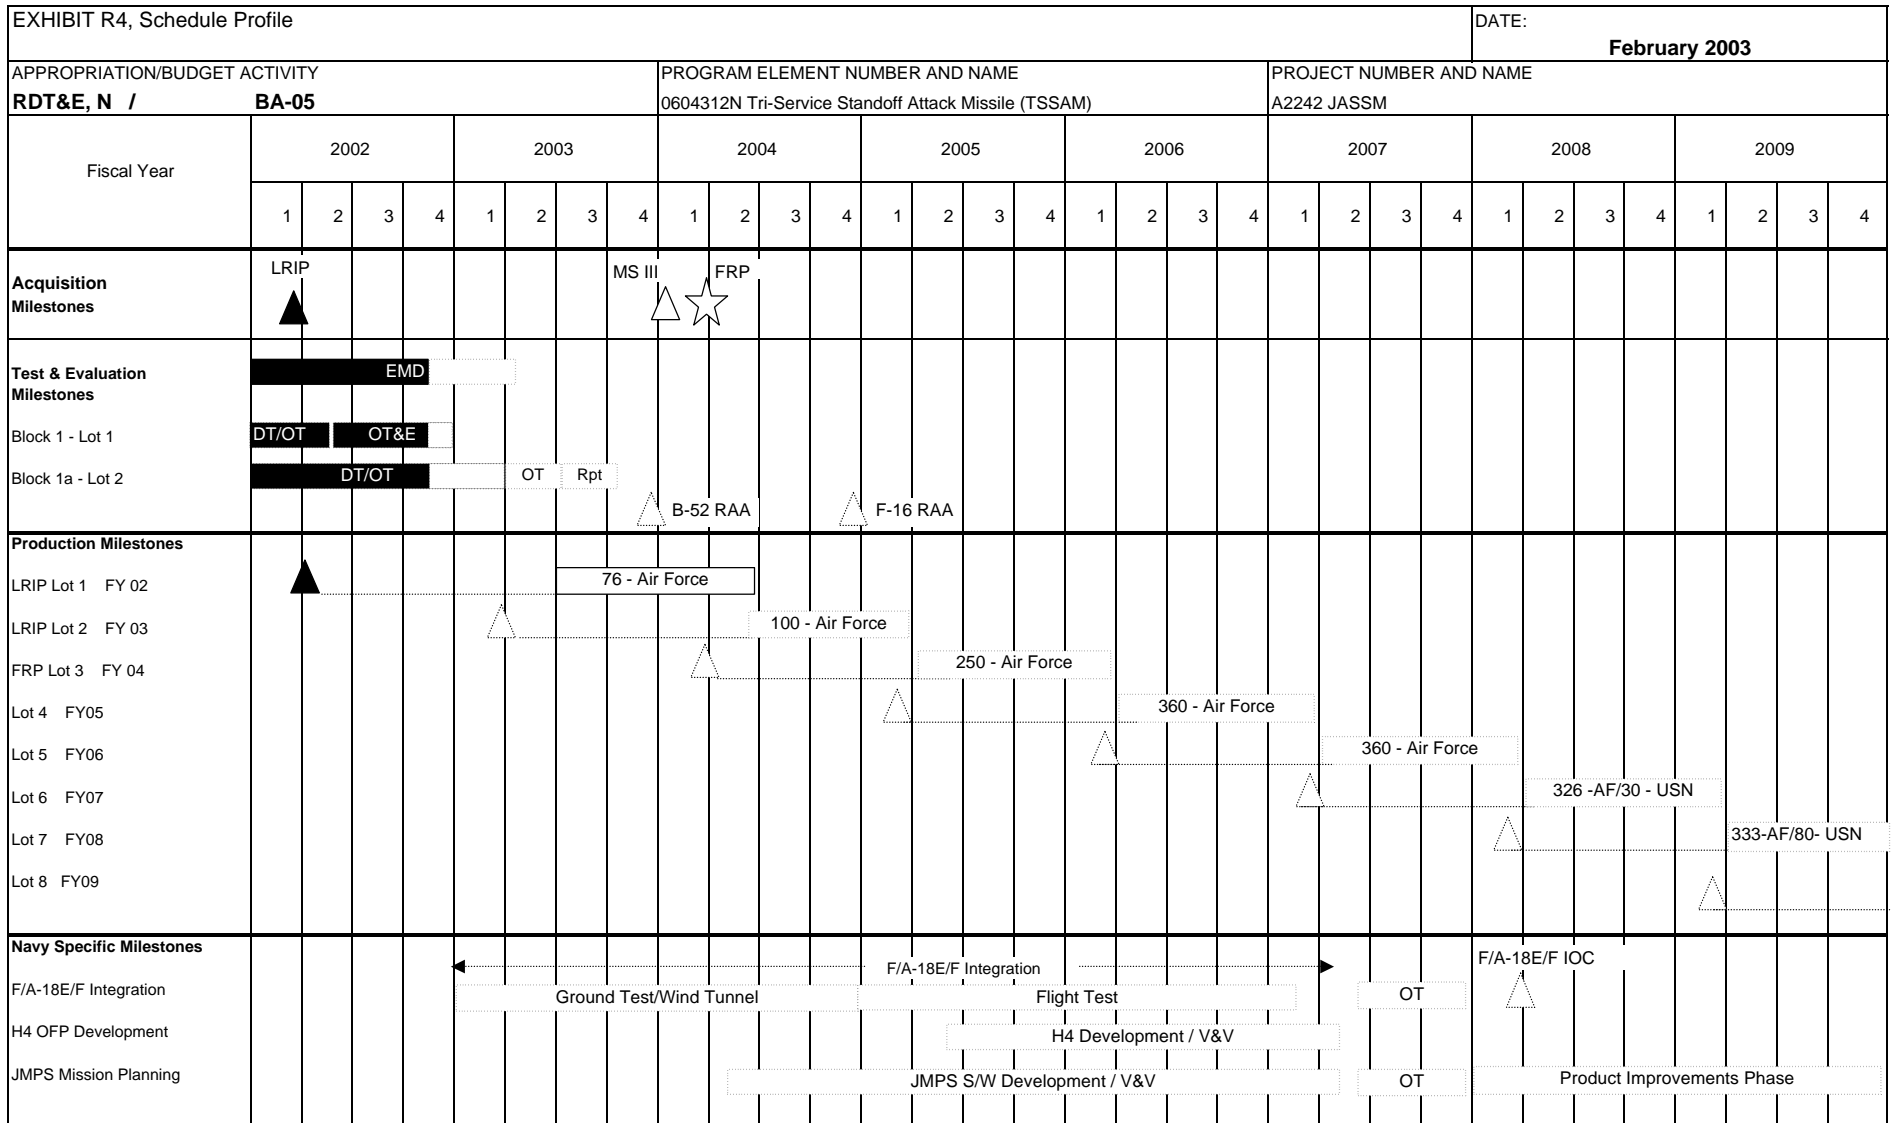 EXHIBIT R4, Schedule Profile
DATE:
February 2003
APPROPRIATION/BUDGET ACTIVITY
PROGRAM ELEMENT NUMBER AND NAME
PROJECT NUMBER AND NAME
RDT&E, N / BA-05
0604312N Tri-Service Standoff Attack Missile (TSSAM)
A2242 JASSM
Fiscal Year
2002 2003 2004 2005 2006 2007 2008 2009
1 2 3 4 1 2 3 4 1 2 3 4 1 2 3 4 1 2 3 4 1 2 3 4 1 2 3 4 1 2 3 4
Acquisition
Milestones
LRIP
MS III
FRP
Test & Evaluation
Milestones
EMD
Block 1 - Lot 1
DT/OT
OT&E
Block 1a - Lot 2
DT/OT
OT
Rpt
B-52 RAA
F-16 RAA
Production Milestones
LRIP Lot 1 FY 02
76 - Air Force
LRIP Lot 2 FY 03
100 - Air Force
FRP Lot 3 FY 04
250 - Air Force
Lot 4 FY05
360 - Air Force
Lot 5 FY06
360 - Air Force
Lot 6 FY07
326 -AF/30 - USN
Lot 7 FY08
333-AF/80- USN
Lot 8 FY09
Navy Specific Milestones
F/A-18E/F Integration
F/A-18E/F IOC
F/A-18E/F Integration
Ground Test/Wind Tunnel
Flight Test
OT
H4 OFP Development
H4 Development / V&V
JMPS Mission Planning
JMPS S/W Development / V&V
OT
Product Improvements Phase